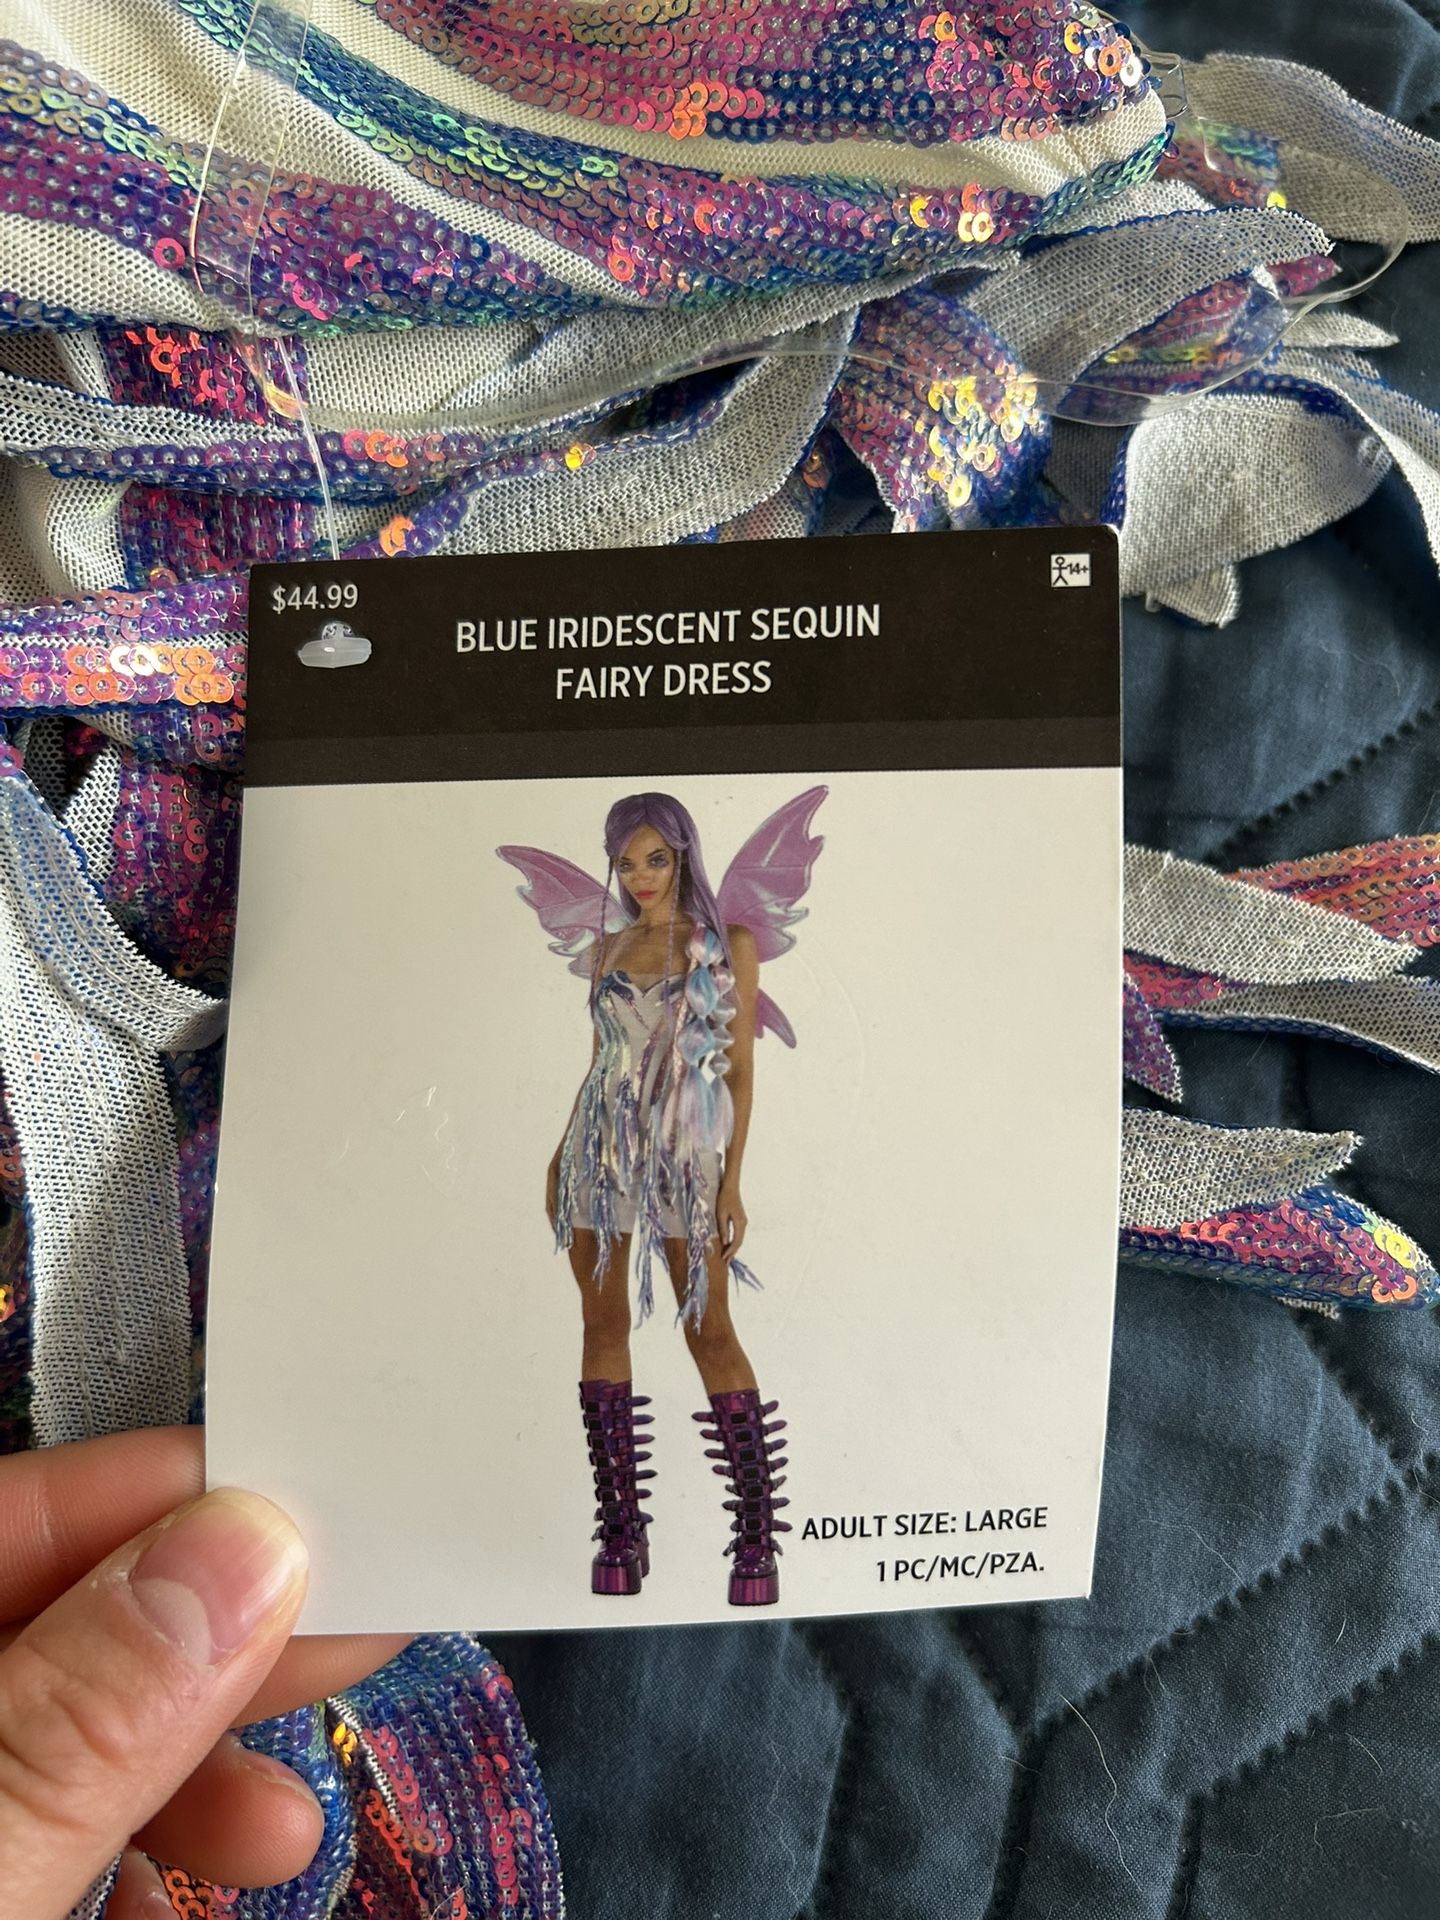 $44.99
14+
BLUE IRIDESCENT SEQUIN
FAIRY DRESS
ADULT SIZE: LARGE
1 PC/MC/PZA.